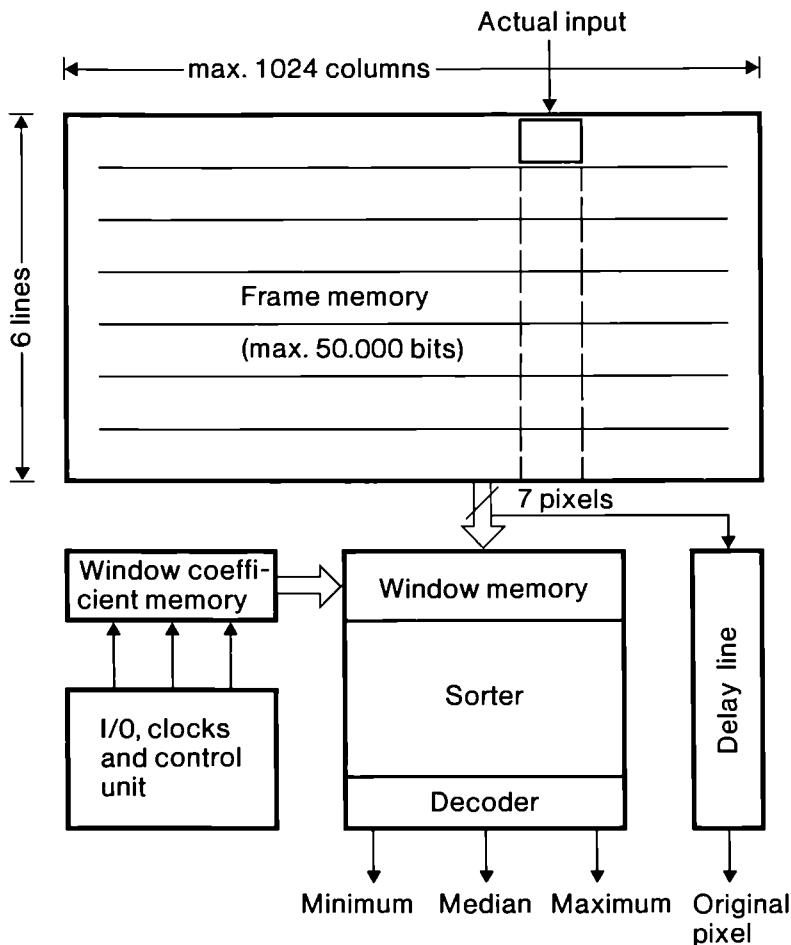 Actual input
max. 1024 columns
6 lines
Frame memory
(max. 50.000 bits)
7 pixels
Window coeffi-
cient memory
Window memory
Sorter
Decoder
Delay line
I/O, clocks
and control
unit
Minimum
Median
Maximum
Original
pixel